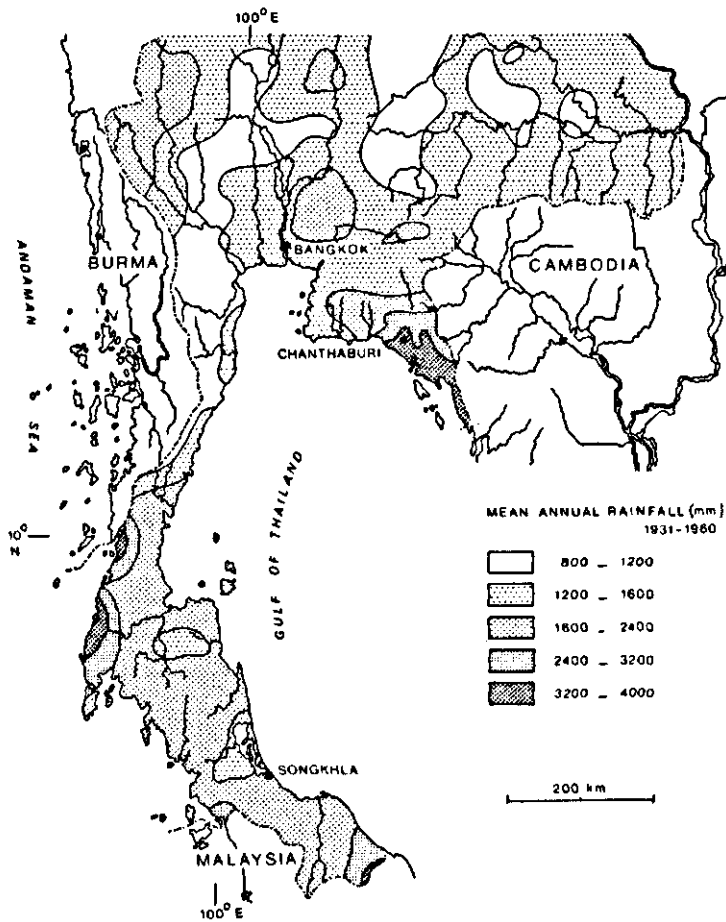 100° E
BURMA
BANGKOK
CAMBODIA
ANDAMAN SEA
CHANTHABURI
GULF OF THAILAND
10°
N
MEAN ANNUAL RAINFALL (mm)
1931-1960
800 - 1200
1200 - 1600
1600 - 2400
2400 - 3200
3200 - 4000
SONGKHLA
200 km
MALAYSIA
100° E